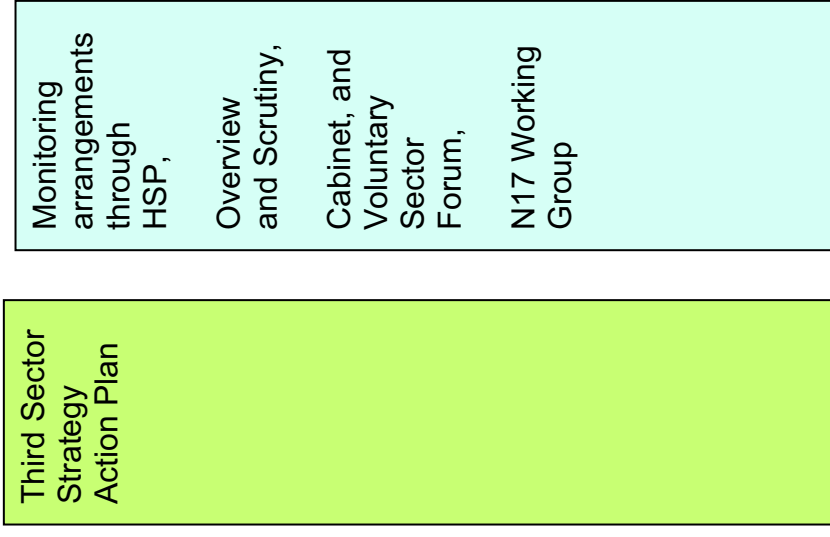 Third Sector
Strategy
Action Plan
Monitoring
arrangements
through
HSP,
Overview
and Scrutiny,
Cabinet, and
Voluntary
Sector
Forum,
N17 Working
Group